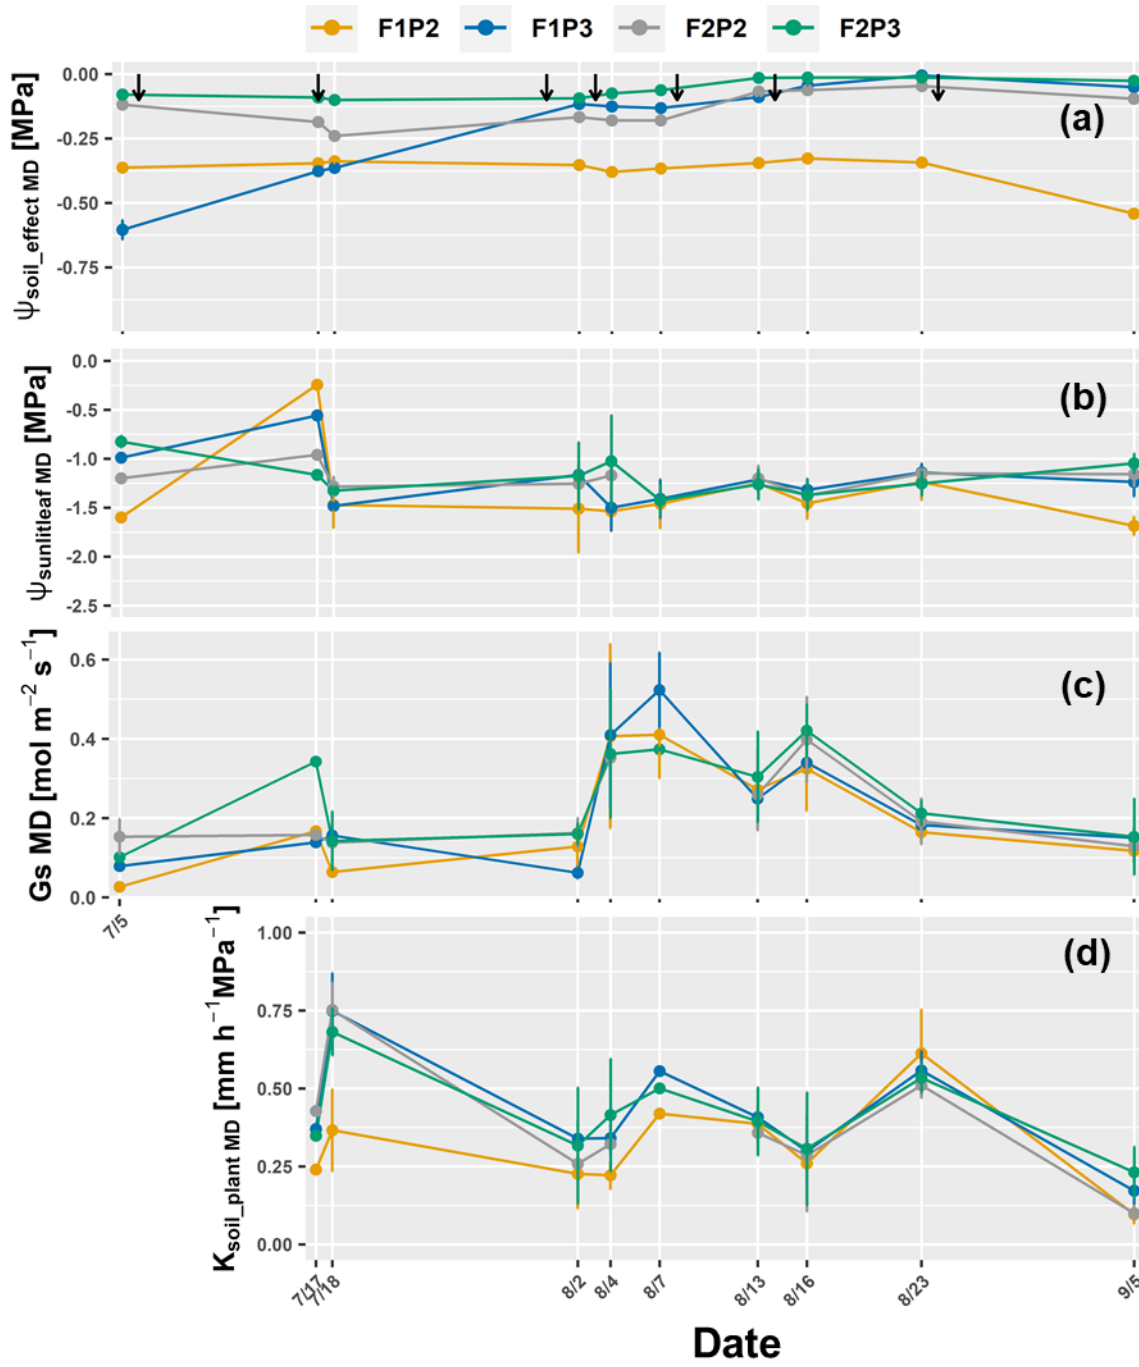 F1P2 F1P3 F2P2 F2P3
Ψsoil_effect MD [MPa]
0.00
-0.25
-0.50
-0.75
(a)
Ψsunlitleaf MD [MPa]
0.0
-0.5
-1.0
-1.5
-2.0
-2.5
(b)
Gs MD [mol m⁻² s⁻¹]
0.6
0.4
0.2
0.0
(c)
7/5
Ksoil_plant MD [mm h⁻¹MPa⁻¹]
1.00
0.75
0.50
0.25
0.00
(d)
7/17 7/18 8/2 8/4 8/7 8/13 8/16 8/23 9/5
Date